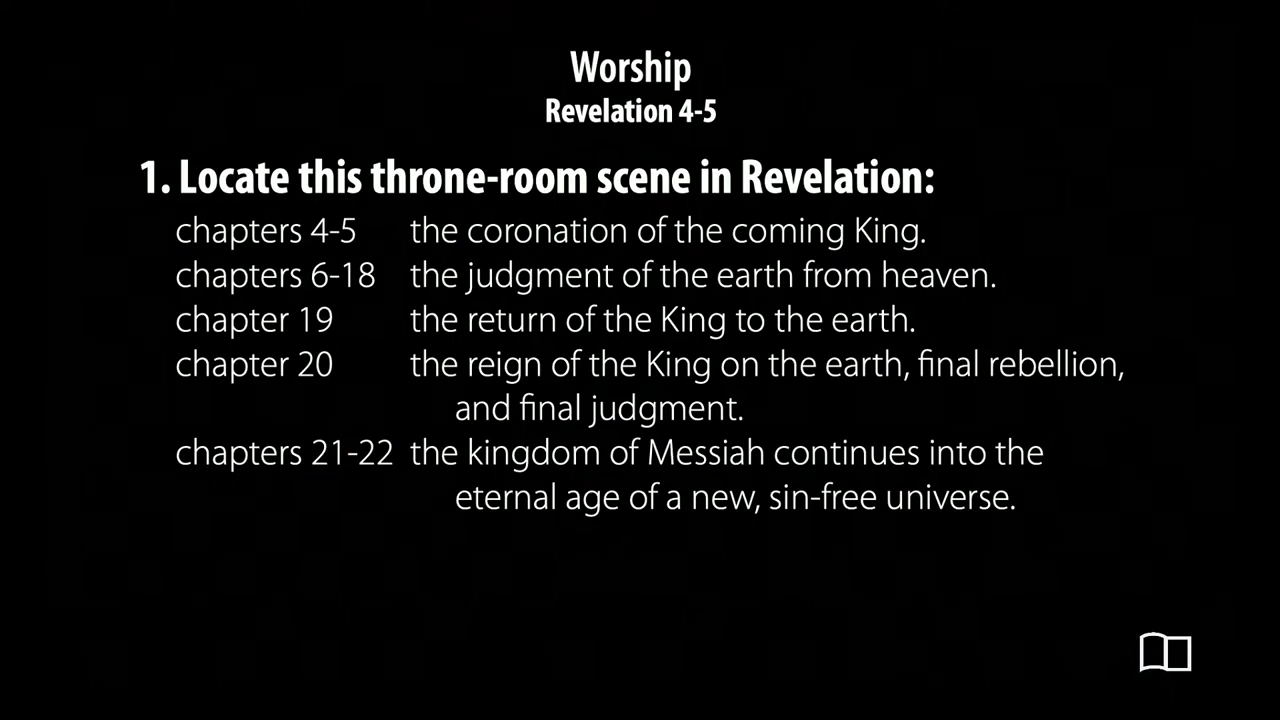 Worship
Revelation 4-5
1. Locate this throne-room scene in Revelation:
chapters 4-5 the coronation of the coming King.
chapters 6-18 the judgment of the earth from heaven.
chapter 19 the return of the King to the earth.
chapter 20 the reign of the King on the earth, final rebellion,
and final judgment.
chapters 21-22 the kingdom of Messiah continues into the
eternal age of a new, sin-free universe.